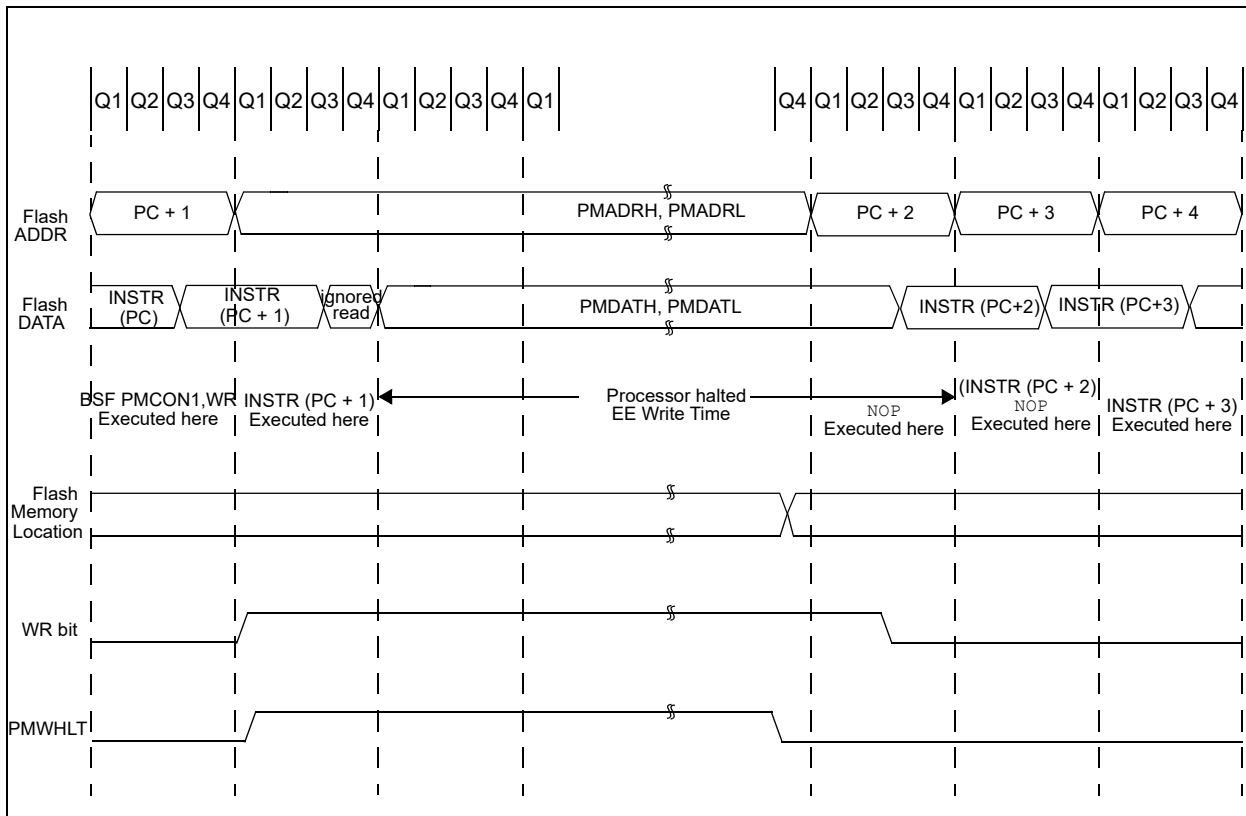 Q1 Q2 Q3 Q4 Q1 Q2 Q3 Q4 Q1 Q2 Q3 Q4 Q1 Q4 Q1 Q2 Q3 Q4 Q1 Q2 Q3 Q4 Q1 Q2 Q3 Q4
Flash
ADDR
PC + 1
PMADRH, PMADRL
PC + 2
PC + 3
PC + 4
Flash
DATA
INSTR
(PC)
INSTR
(PC + 1)
ignored
read
PMDATH, PMDATL
INSTR (PC+2)
INSTR (PC+3)
BSF PMCON1,WR
Executed here
INSTR (PC + 1)
Executed here
Processor halted
EE Write Time
NOP
Executed here
(INSTR (PC + 2)
NOP
Executed here
INSTR (PC + 3)
Executed here
Flash
Memory
Location
WR bit
PMWHLT